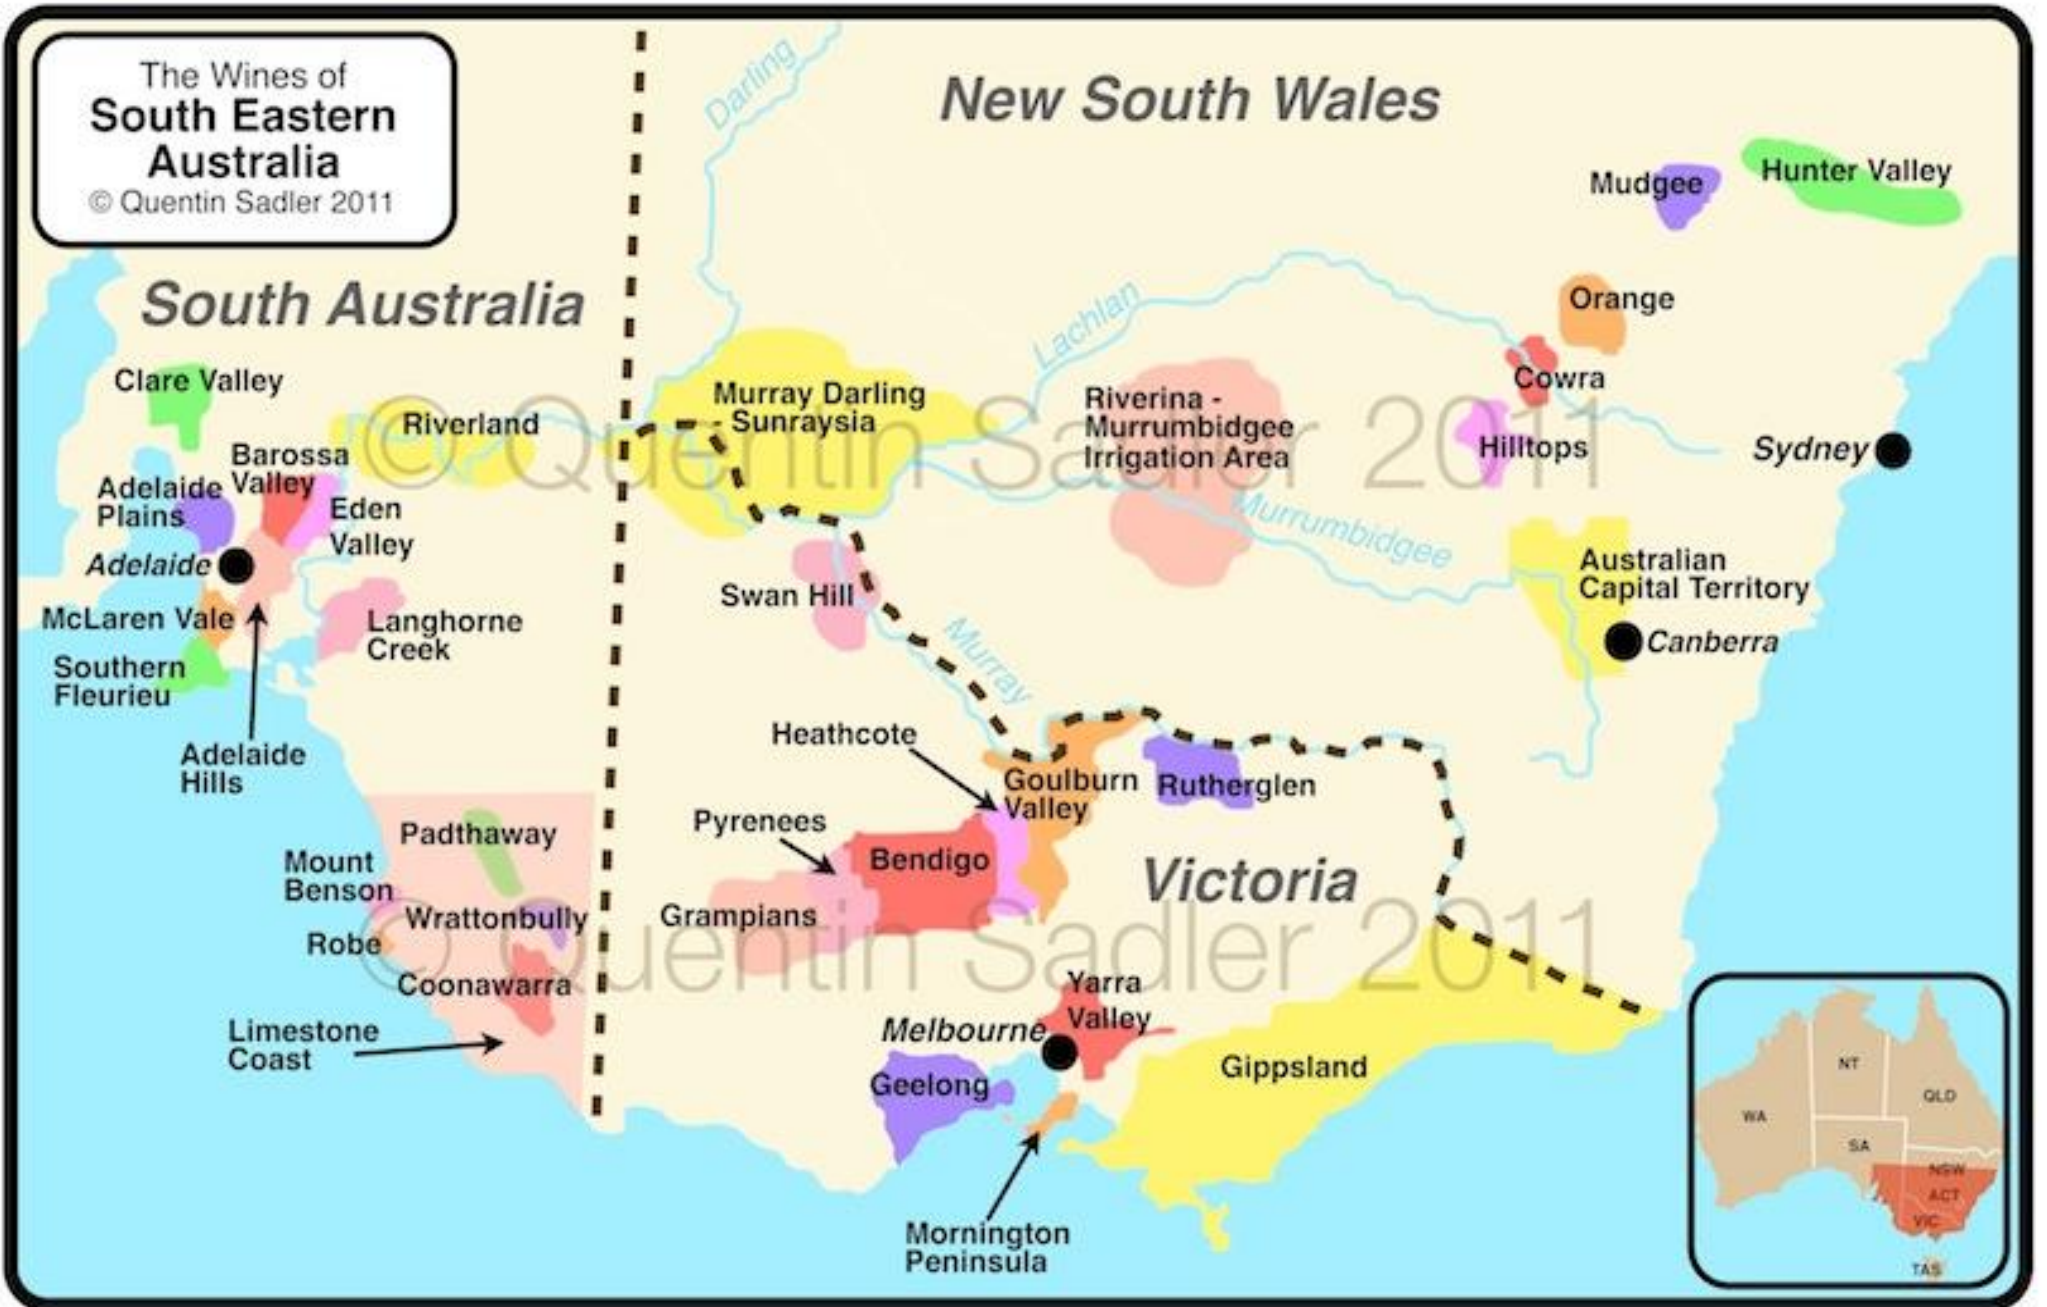 The Wines of
South Eastern
Australia
© Quentin Sadler 2011
Darling
New South Wales
Mudgee
Hunter Valley
South Australia
Orange
Lachlan
Clare Valley
Riverland
Murray Darling
Sunraysia
Riverina -
Murrumbidgee
Irrigation Area
Cowra
Hilltops
Sydney
© Quentin Sadler 2011
Barossa
Valley
Adelaide
Plains
Eden
Valley
Adelaide
Murrumbidgee
Australian
Capital Territory
Canberra
Swan Hill
McLaren Vale
Langhorne
Creek
Southern
Fleurieu
Murray
Adelaide
Hills
Heathcote
Goulburn
Valley
Rutherglen
Pyrenees
Bendigo
Victoria
Grampians
Padthaway
Mount
Benson
Wrattonbully
Robe
© Quentin Sadler 2011
Coonawarra
Limestone
Coast
Yarra
Valley
Melbourne
Geelong
Gippsland
Mornington
Peninsula
NT
QLD
WA
SA
NSW
ACT
VIC
TAS